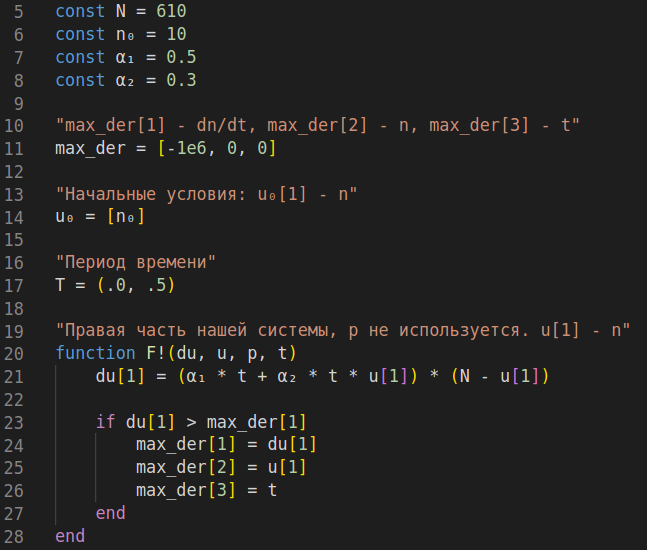 5 const N = 610
6 const n₀ = 10
7 const α₁ = 0.5
8 const α₂ = 0.3
9
10 "max_der[1] - dn/dt, max_der[2] - n, max_der[3] - t"
11 max_der = [-1e6, 0, 0]
12
13 "Начальные условия: u₀[1] - n"
14 u₀ = [n₀]
15
16 "Период времени"
17 T = (.0, .5)
18
19 "Правая часть нашей системы, p не используется. u[1] - n"
20 function F!(du, u, p, t)
21     du[1] = (α₁ * t + α₂ * t * u[1]) * (N - u[1])
22
23     if du[1] > max_der[1]
24         max_der[1] = du[1]
25         max_der[2] = u[1]
26         max_der[3] = t
27     end
28 end